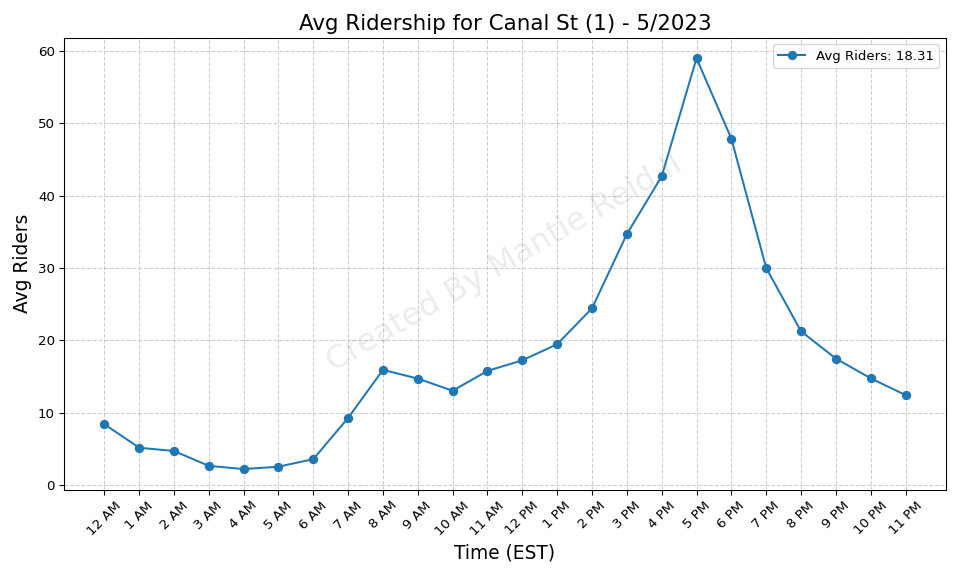 Avg Ridership for Canal St (1) - 5/2023
Avg Riders: 18.31
60
50
40
30
20
10
0
Avg Riders
Created By Mantie Reid II
12 AM
1 AM
2 AM
3 AM
4 AM
5 AM
6 AM
7 AM
8 AM
9 AM
10 AM
11 AM
12 PM
1 PM
2 PM
3 PM
4 PM
5 PM
6 PM
7 PM
8 PM
9 PM
10 PM
11 PM
Time (EST)